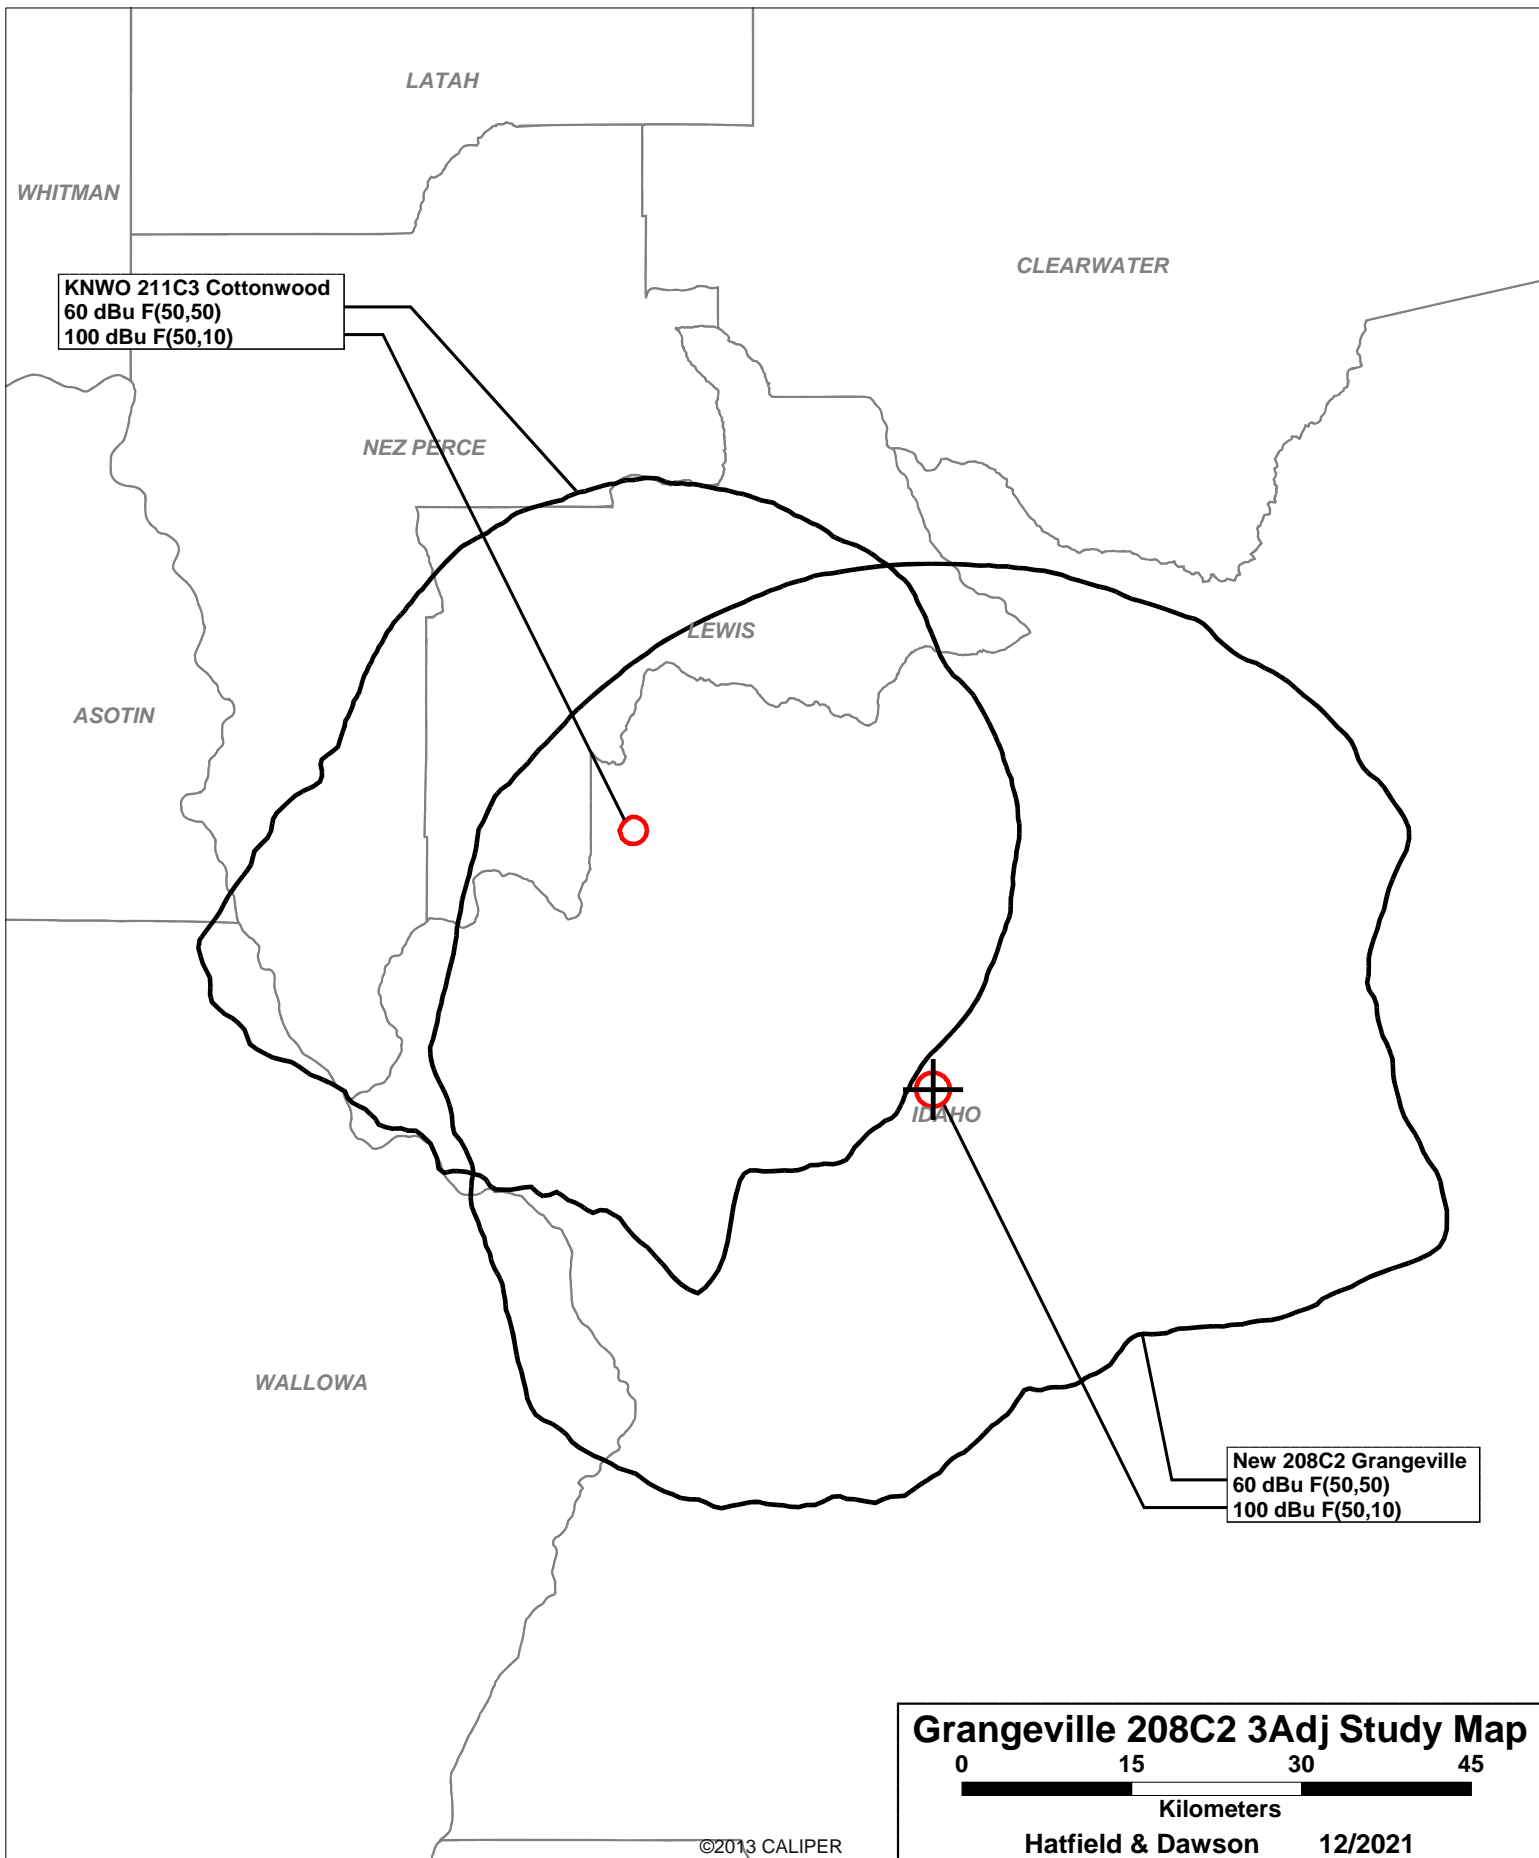 LATAH
WHITMAN
CLEARWATER
KNWO 211C3 Cottonwood
60 dBu F(50,50)
100 dBu F(50,10)
NEZ PERCE
LEWIS
ASOTIN
IDAHO
WALLOWA
New 208C2 Grangeville
60 dBu F(50,50)
100 dBu F(50,10)
Grangeville 208C2 3Adj Study Map
0 15 30 45
Kilometers
Hatfield & Dawson 12/2021
©2013 CALIPER